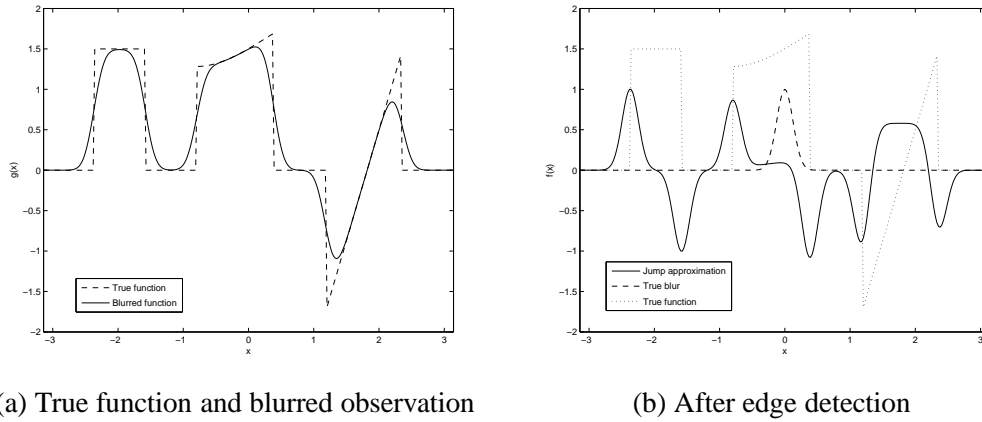 2
1.5
1
0.5
0
−0.5
−1
−1.5
−2
g(x)
−3 −2 −1 0 1 2 3
x
True function
Blurred function
2
1.5
1
0.5
0
−0.5
−1
−1.5
−2
f(x)
−3 −2 −1 0 1 2 3
x
Jump approximation
True blur
True function
a) True function and blurred observation
(b) After edge detection